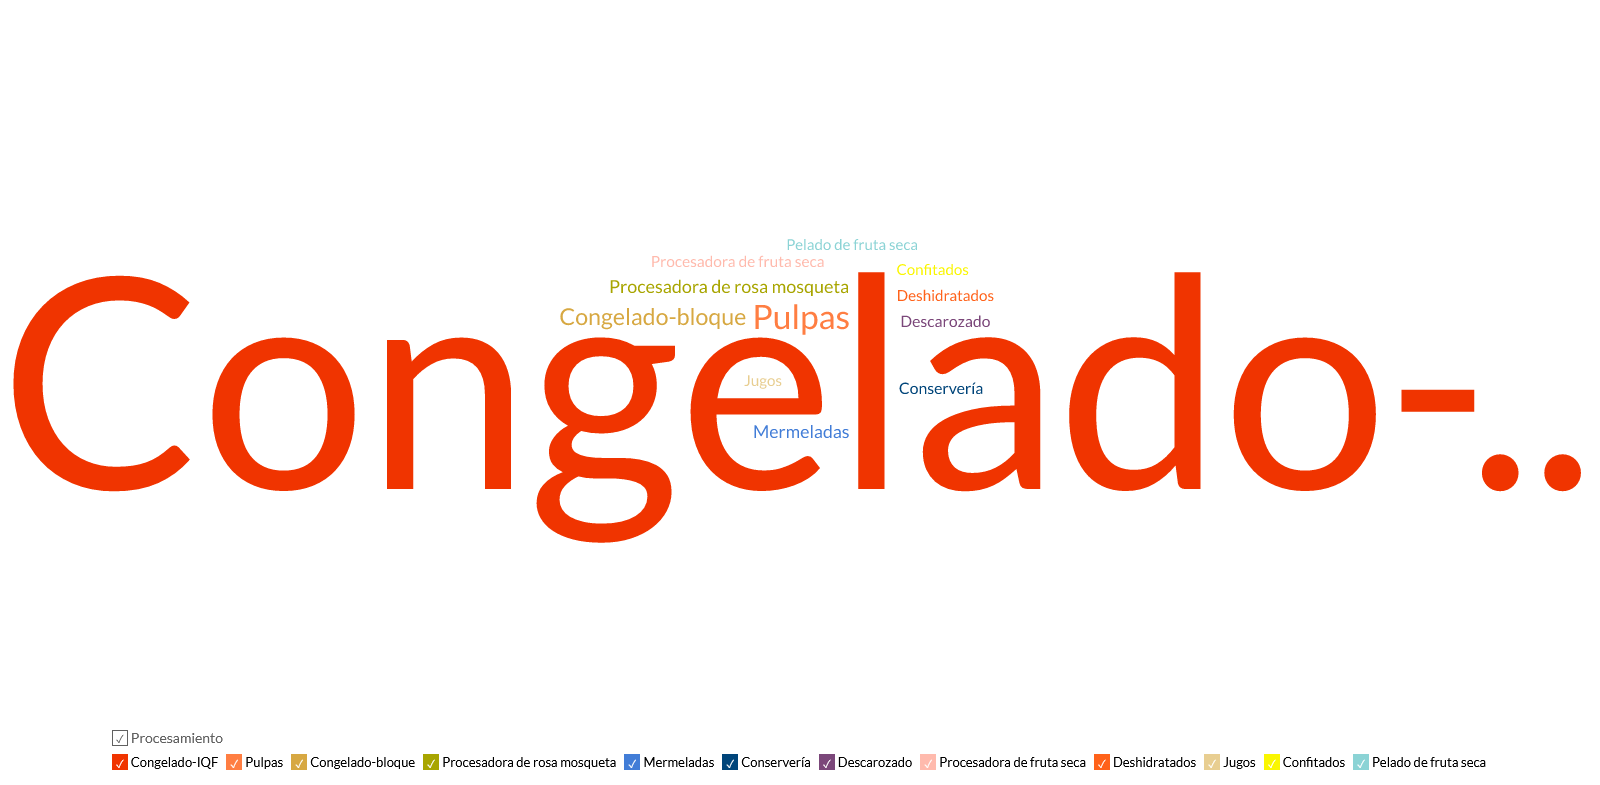 Pelado de fruta seca
Procesadora de fruta seca
Confitados
Procesadora de rosa mosqueta
Deshidratados
Congelado-bloque
Pulpas
Descarozado
Congelado-..
Jugos
Conservería
Mermeladas
Procesamiento
Congelado-IQF Pulpas Congelado-bloque Procesadora de rosa mosqueta Mermeladas Conservería Descarozado Procesadora de fruta seca Deshidratados Jugos Confitados Pelado de fruta seca